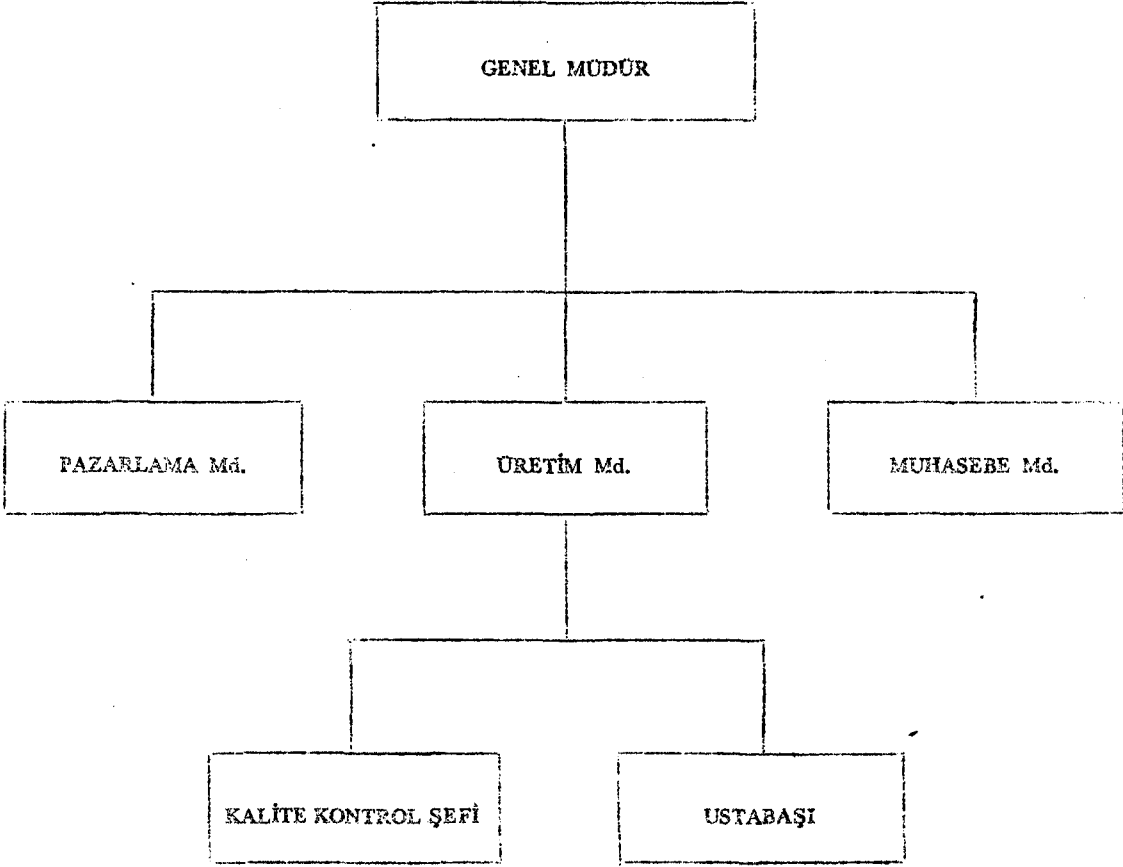 GENEL MÜDÜR
PAZARLAMA Md.
ÜRETİM Md.
MUHASEBE Md.
KALİTE KONTROL ŞEFİ
USTABAŞI